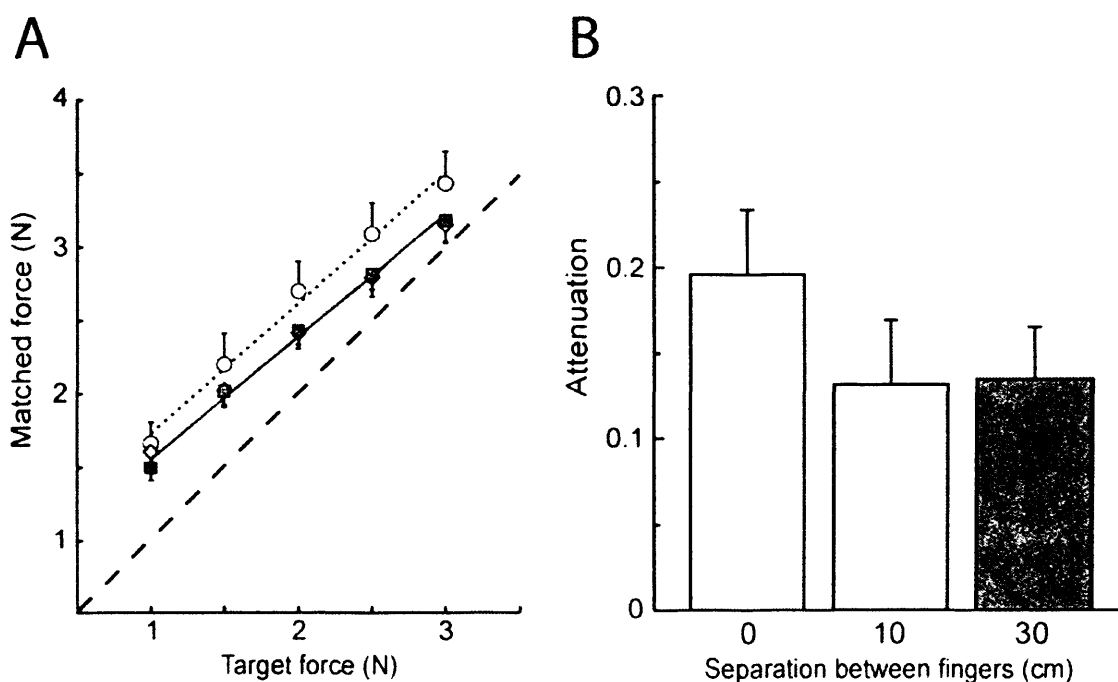 A
4
3
2
1
Matched force (N)
1 2 3
Target force (N)
B
0.3
0.2
0.1
0
Attenuation
0 10 30
Separation between fingers (cm)